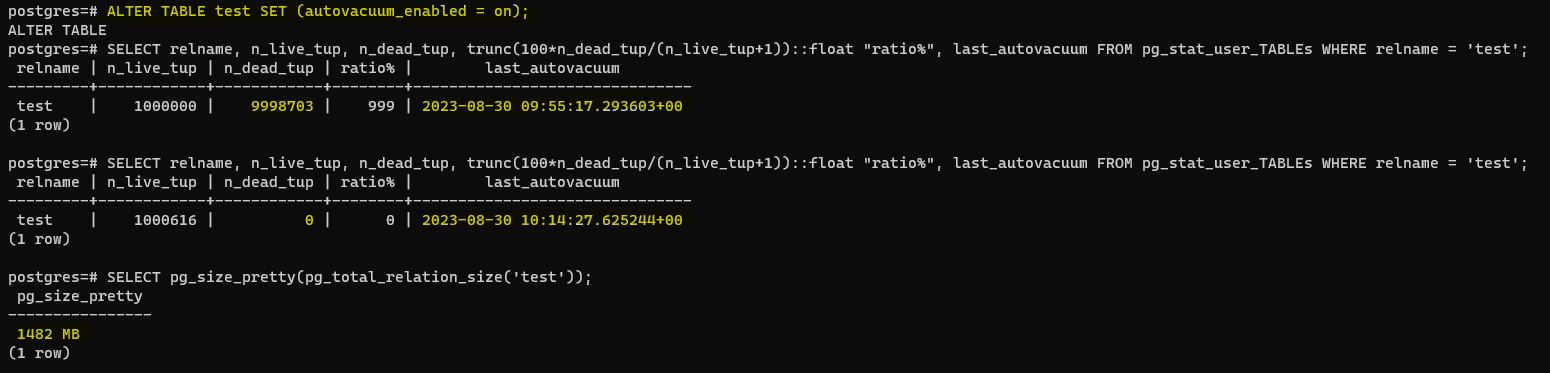 postgres=# ALTER TABLE test SET (autovacuum_enabled = on);
ALTER TABLE
postgres=# SELECT relname, n_live_tup, n_dead_tup, trunc(100*n_dead_tup/(n_live_tup+1))::float "ratio%", last_autovacuum FROM pg_stat_user_TABLEs WHERE relname = 'test';
 relname | n_live_tup | n_dead_tup | ratio% |        last_autovacuum
---------+------------+------------+--------+-------------------------------
 test    |    1000000 |    9998703 |    999 | 2023-08-30 09:55:17.293603+00
(1 row)
postgres=# SELECT relname, n_live_tup, n_dead_tup, trunc(100*n_dead_tup/(n_live_tup+1))::float "ratio%", last_autovacuum FROM pg_stat_user_TABLEs WHERE relname = 'test';
 relname | n_live_tup | n_dead_tup | ratio% |        last_autovacuum
---------+------------+------------+--------+-------------------------------
 test    |    1000616 |          0 |      0 | 2023-08-30 10:14:27.625244+00
(1 row)
postgres=# SELECT pg_size_pretty(pg_total_relation_size('test'));
 pg_size_pretty
----------------
 1482 MB
(1 row)